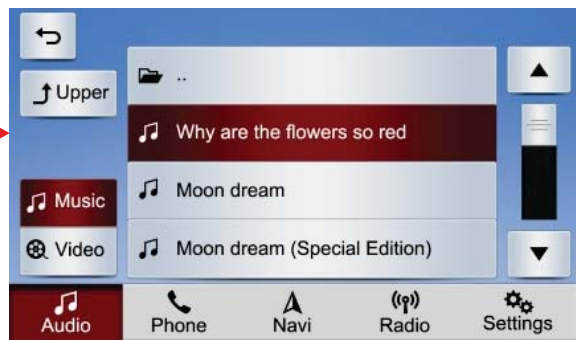 Upper
..
Why are the flowers so red
Music
Moon dream
Video
Moon dream (Special Edition)
Audio
Phone
Navi
Radio
Settings